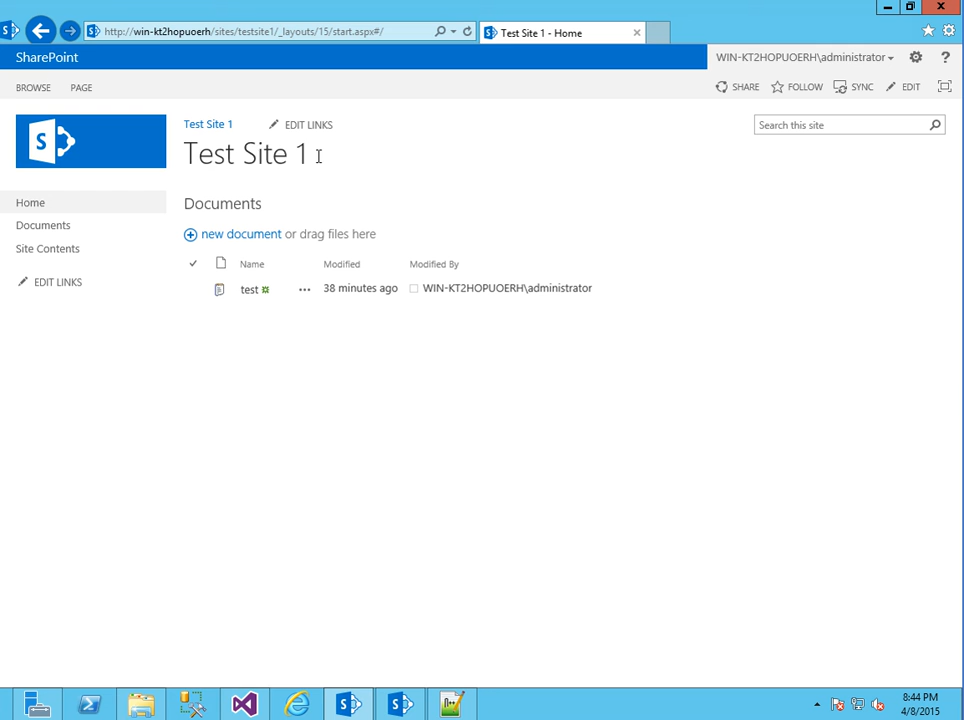 http://win-kt2hopuoerh/sites/testsite1/_layouts/15/start.aspx#/
Test Site 1 - Home
SharePoint
WIN-KT2HOPUOERH\administrator
?
BROWSE
PAGE
SHARE
FOLLOW
SYNC
EDIT
Test Site 1
EDIT LINKS
Search this site
Test Site 1
Home
Documents
Site Contents
EDIT LINKS
Documents
new document or drag files here
Name Modified Modified By
test ... 38 minutes ago WIN-KT2HOPUOERH\administrator
8:44 PM
4/8/2015